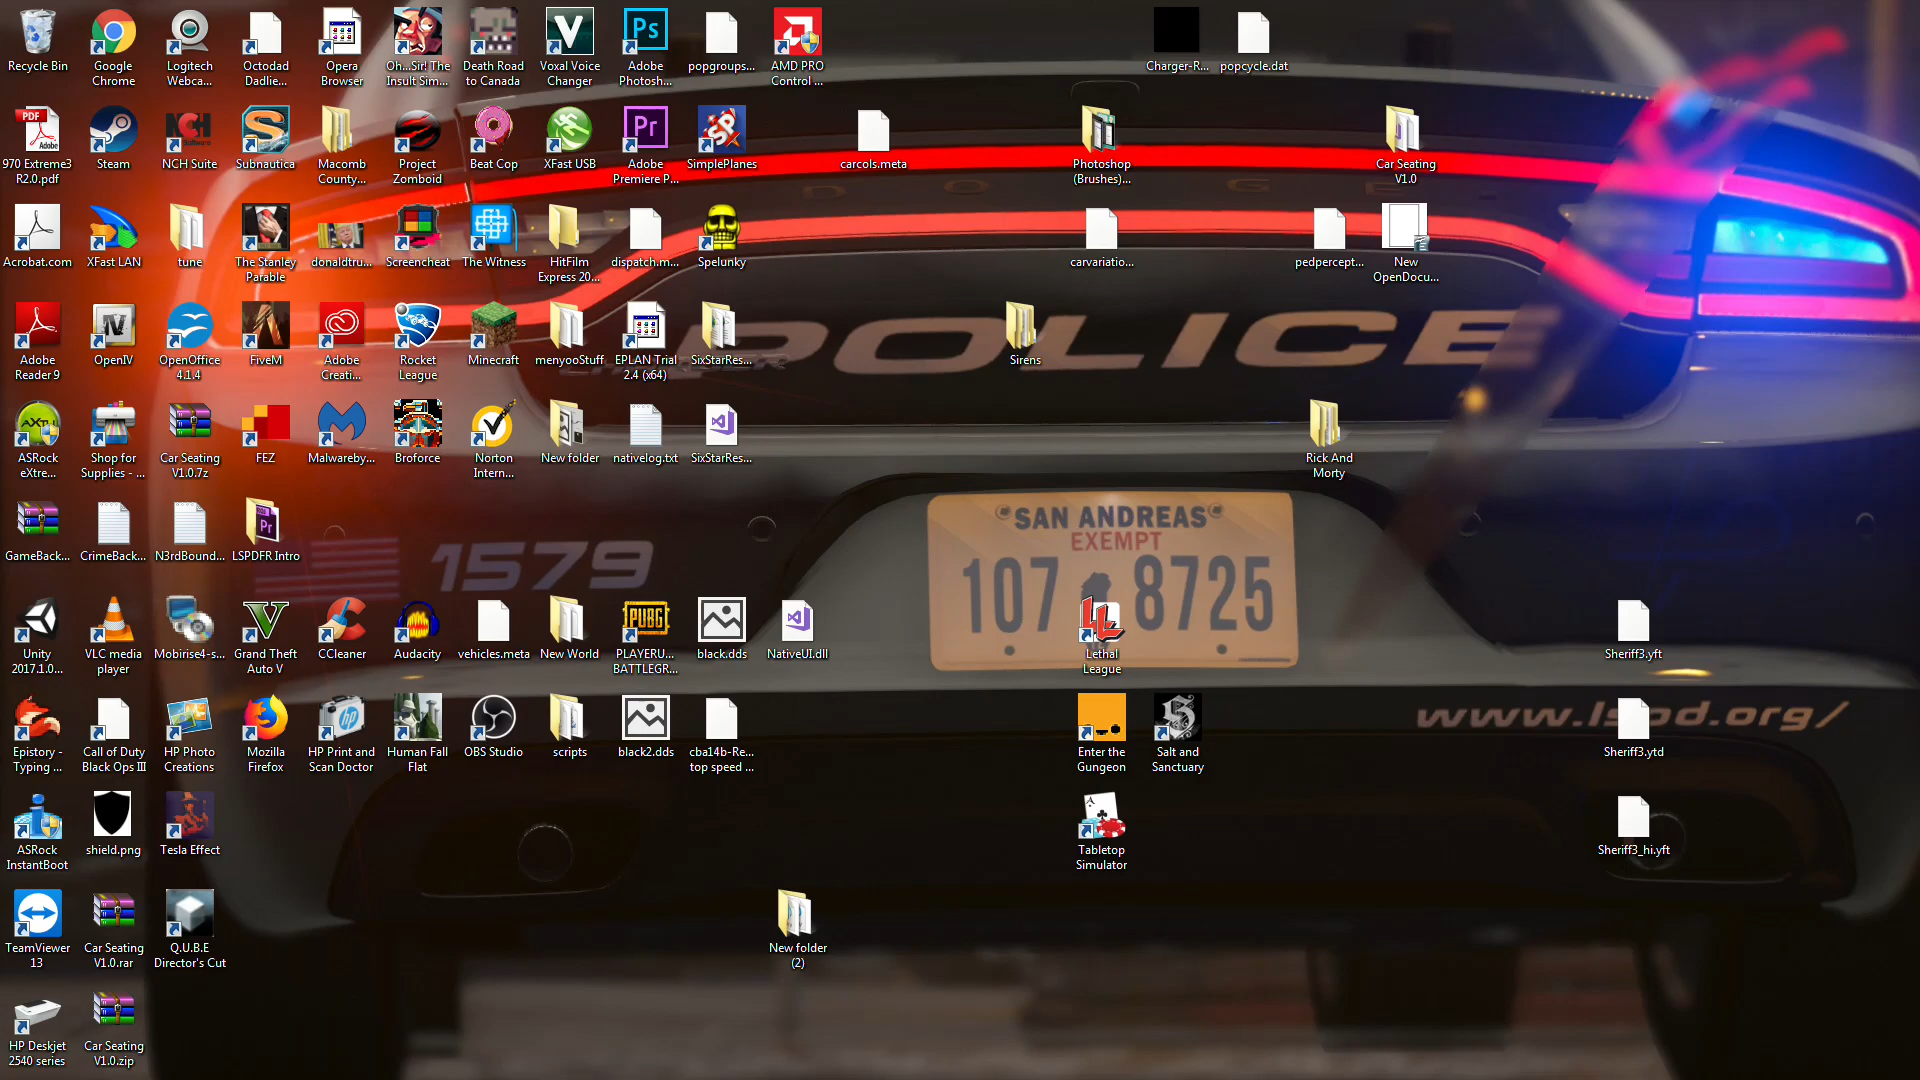 Recycle Bin
Google
Chrome
Logitech
Webca...
Octodad
Dadlie...
Opera
Browser
Oh...Sir! The
Insult Sim...
Death Road
to Canada
Voxal Voice
Changer
Adobe
Photosh...
popgroups...
AMD PRO
Control ...
Charger-R...
popcycle.dat
970 Extreme3
R2.0.pdf
Steam
NCH Suite
Subnautica
Macomb
County...
Project
Zomboid
Beat Cop
XFast USB
Adobe
Premiere P...
SimplePlanes
carcols.meta
Photoshop
(Brushes)...
Car Seating
V1.0
Acrobat.com
XFast LAN
tune
The Stanley
Parable
donaldtru...
Screencheat
The Witness
HitFilm
Express 20...
dispatch.m...
Spelunky
carvariatio...
pedpercept...
New
OpenDocu...
Adobe
Reader 9
OpenIV
OpenOffice
4.1.4
FiveM
Adobe
Creati...
Rocket
League
Minecraft
menyooStuff
EPLAN Trial
2.4 (x64)
SixStarRes...
Sirens
POLICE
ASRock
eXtre...
Shop for
Supplies - ...
Car Seating
V1.0.7z
FEZ
Malwareby...
Broforce
Norton
Intern...
New folder
nativelog.txt
SixStarRes...
Rick And
Morty
GameBack...
CrimeBack...
N3rdBound...
LSPDFR Intro
1579
SAN ANDREAS
EXEMPT
107 8725
Unity
2017.1.0...
VLC media
player
Mobirise4-s...
Grand Theft
Auto V
CCleaner
Audacity
vehicles.meta
New World
PLAYERU...
BATTLEGR...
black.dds
NativeUI.dll
Lethal
League
Sheriff3.yft
Epistory -
Typing ...
Call of Duty
Black Ops III
HP Photo
Creations
Mozilla
Firefox
HP Print and
Scan Doctor
Human Fall
Flat
OBS Studio
scripts
black2.dds
cba14b-Re...
top speed ...
Enter the
Gungeon
Salt and
Sanctuary
www.lspd.org/
Sheriff3.ytd
ASRock
InstantBoot
shield.png
Tesla Effect
Tabletop
Simulator
Sheriff3_hi.yft
TeamViewer
13
Car Seating
V1.0.rar
Q.U.B.E
Director's Cut
New folder
(2)
HP Deskjet
2540 series
Car Seating
V1.0.zip